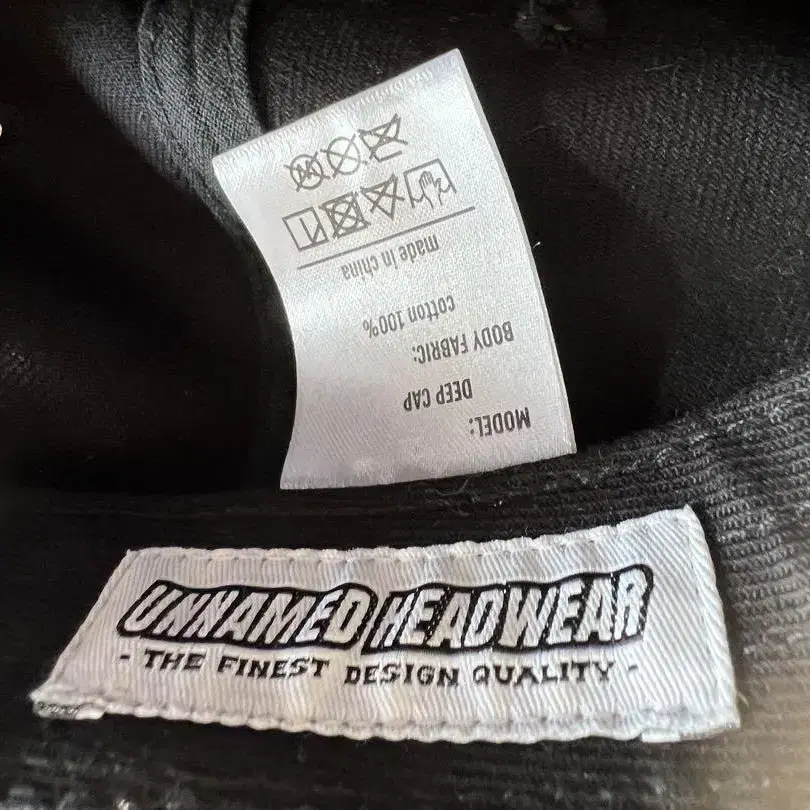 MODEL:
DEEP CAP
BODY FABRIC:
cotton 100%
made in china
UNNAMED HEADWEAR
- THE FINEST DESIGN QUALITY -